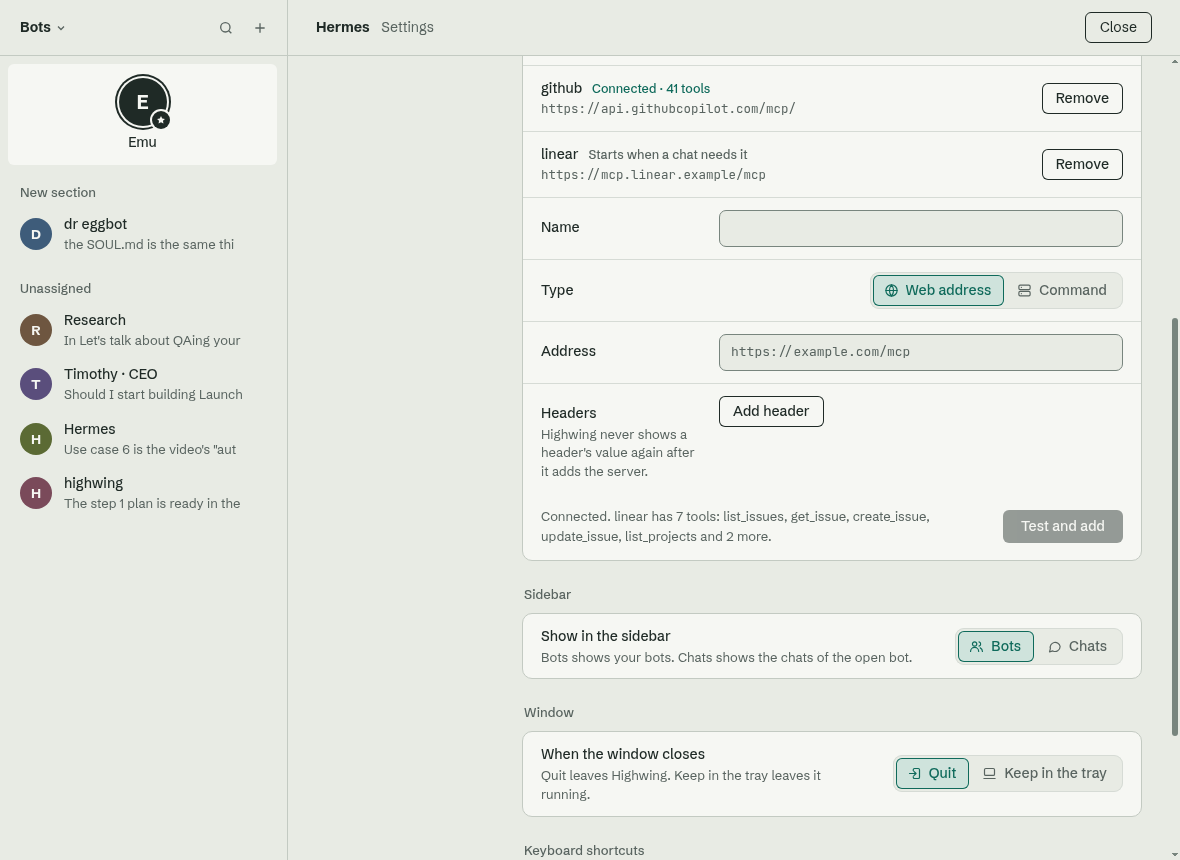 Bots
Hermes Settings
Close
E
Emu
New section
D
dr eggbot
the SOUL.md is the same thi
Unassigned
R
Research
In Let's talk about QAing your
T
Timothy · CEO
Should I start building Launch
H
Hermes
Use case 6 is the video's "aut
H
highwing
The step 1 plan is ready in the
github Connected · 41 tools
https://api.githubcopilot.com/mcp/
Remove
linear Starts when a chat needs it
https://mcp.linear.example/mcp
Remove
Name
Type
Web address
Command
Address
https://example.com/mcp
Headers
Highwing never shows a
header's value again after
it adds the server.
Add header
Connected. linear has 7 tools: list_issues, get_issue, create_issue,
update_issue, list_projects and 2 more.
Test and add
Sidebar
Show in the sidebar
Bots shows your bots. Chats shows the chats of the open bot.
Bots
Chats
Window
When the window closes
Quit leaves Highwing. Keep in the tray leaves it
running.
Quit
Keep in the tray
Keyboard shortcuts